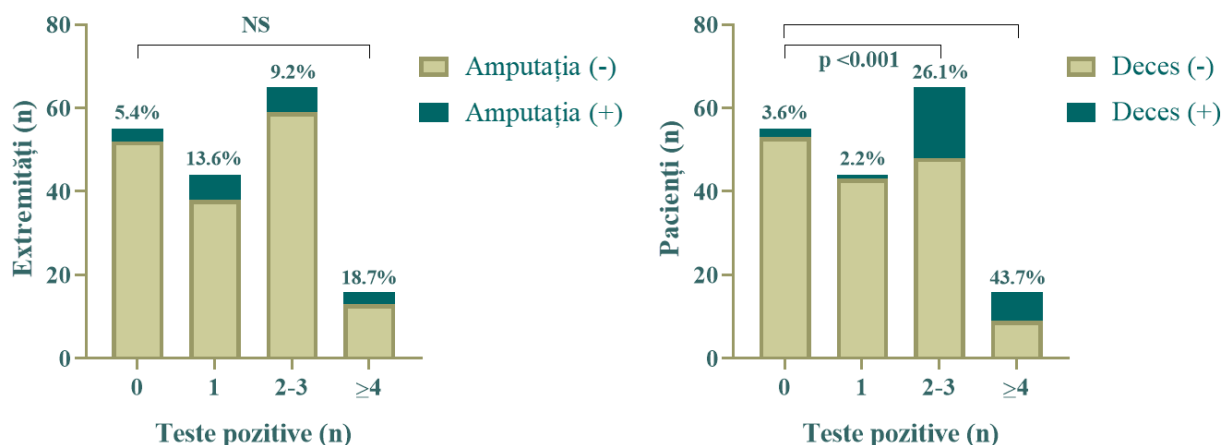 80
60
40
20
0
Extremități (n)
NS
5.4%
13.6%
9.2%
18.7%
0 1 2-3 ≥4
Teste pozitive (n)
Amputația (-)
Amputația (+)
80
60
40
20
0
Pacienți (n)
p <0.001
3.6%
2.2%
26.1%
43.7%
0 1 2-3 ≥4
Teste pozitive (n)
Deces (-)
Deces (+)